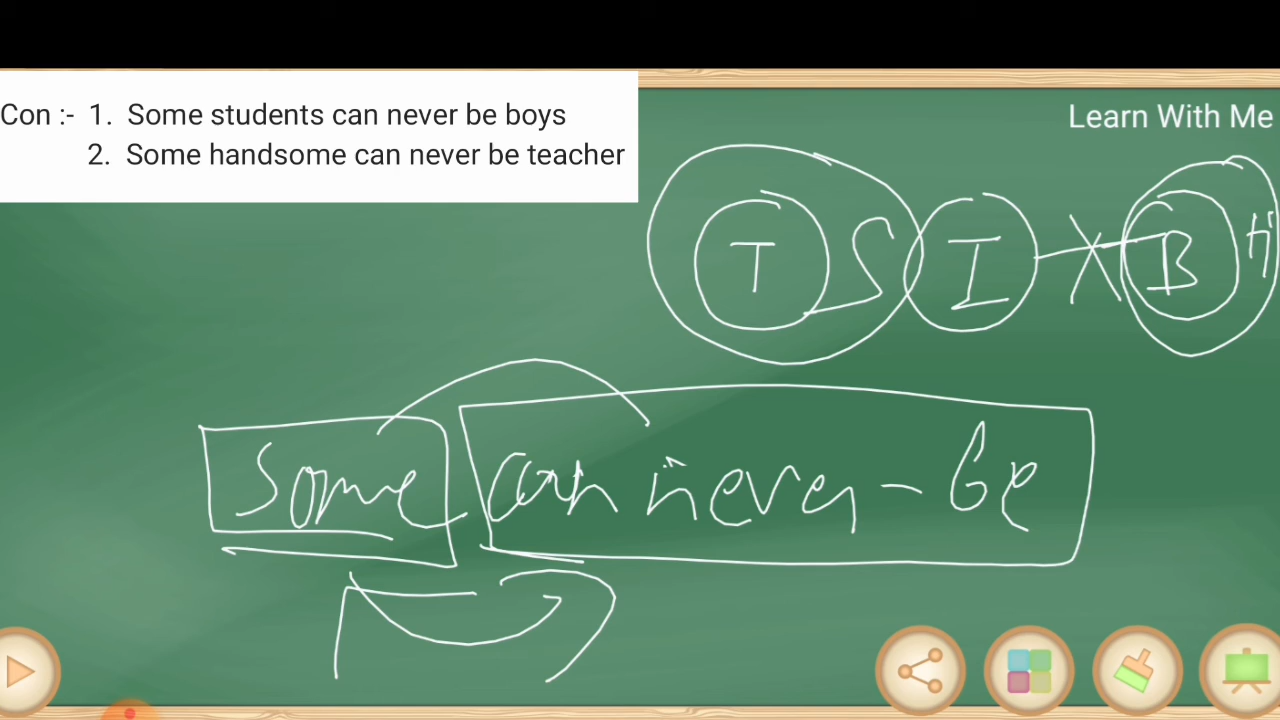 Con :- 1. Some students can never be boys
2. Some handsome can never be teacher
Learn With Me
T S I X B H
Some can never - be